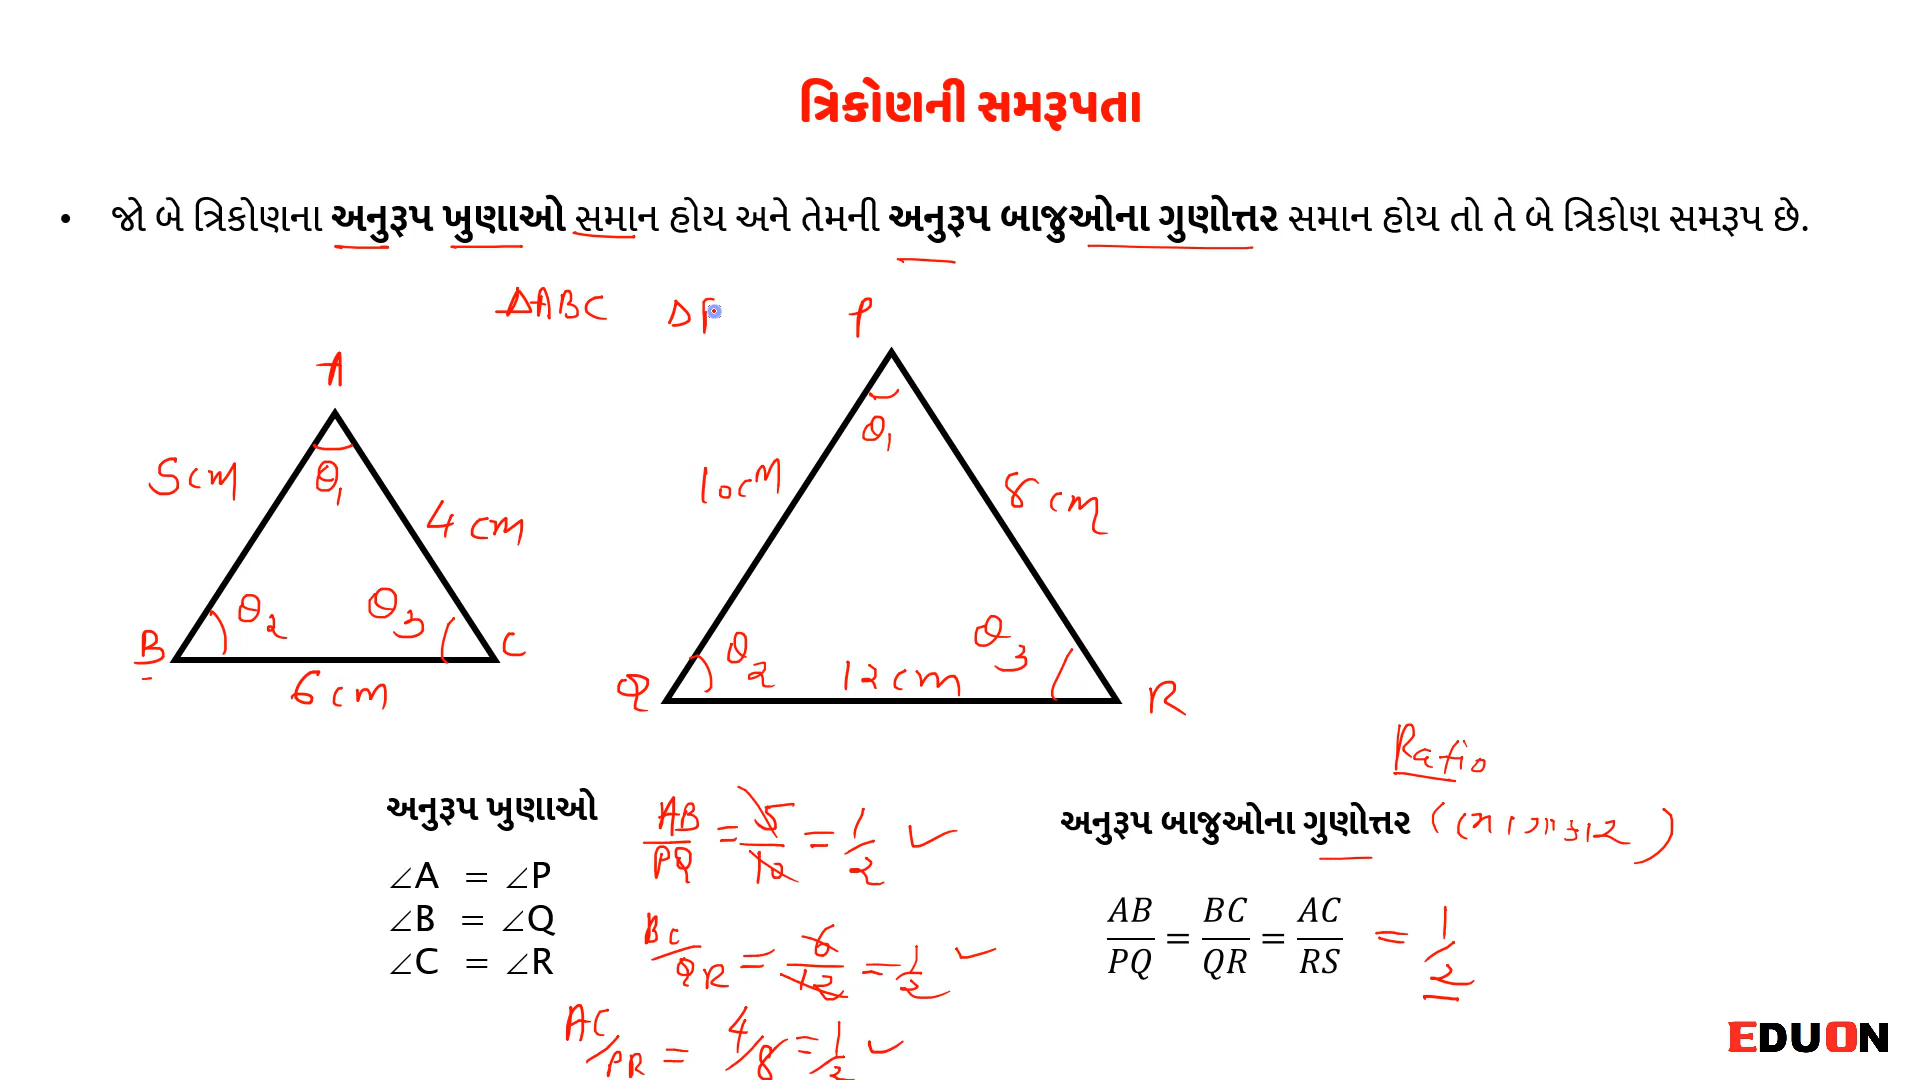 ત્રિકોણની સમરૂપતા
• જો બે ત્રિકોણના અનુરૂપ ખુણાઓ સમાન હોય અને તેમની અનુરૂપ બાજુઓના ગુણોત્તર સમાન હોય તો તે બે ત્રિકોણ સમરૂપ છે.
ΔABC ΔP
A
5cm
θ1
4 cm
B
θ2
θ3
C
6 cm
P
θ1
10cm
8 cm
Q
θ2
θ3
R
12cm
Ratio
અનુરૂપ ખુણાઓ
∠A = ∠P
∠B = ∠Q
∠C = ∠R
AB/PQ = 5/10 = 1/2 ✓
BC/QR = 6/12 = 1/2 ✓
AC/PR = 4/8 = 1/2 ✓
અનુરૂપ બાજુઓના ગુણોત્તર
AB/PQ = BC/QR = AC/RS = 1/2
EDUON